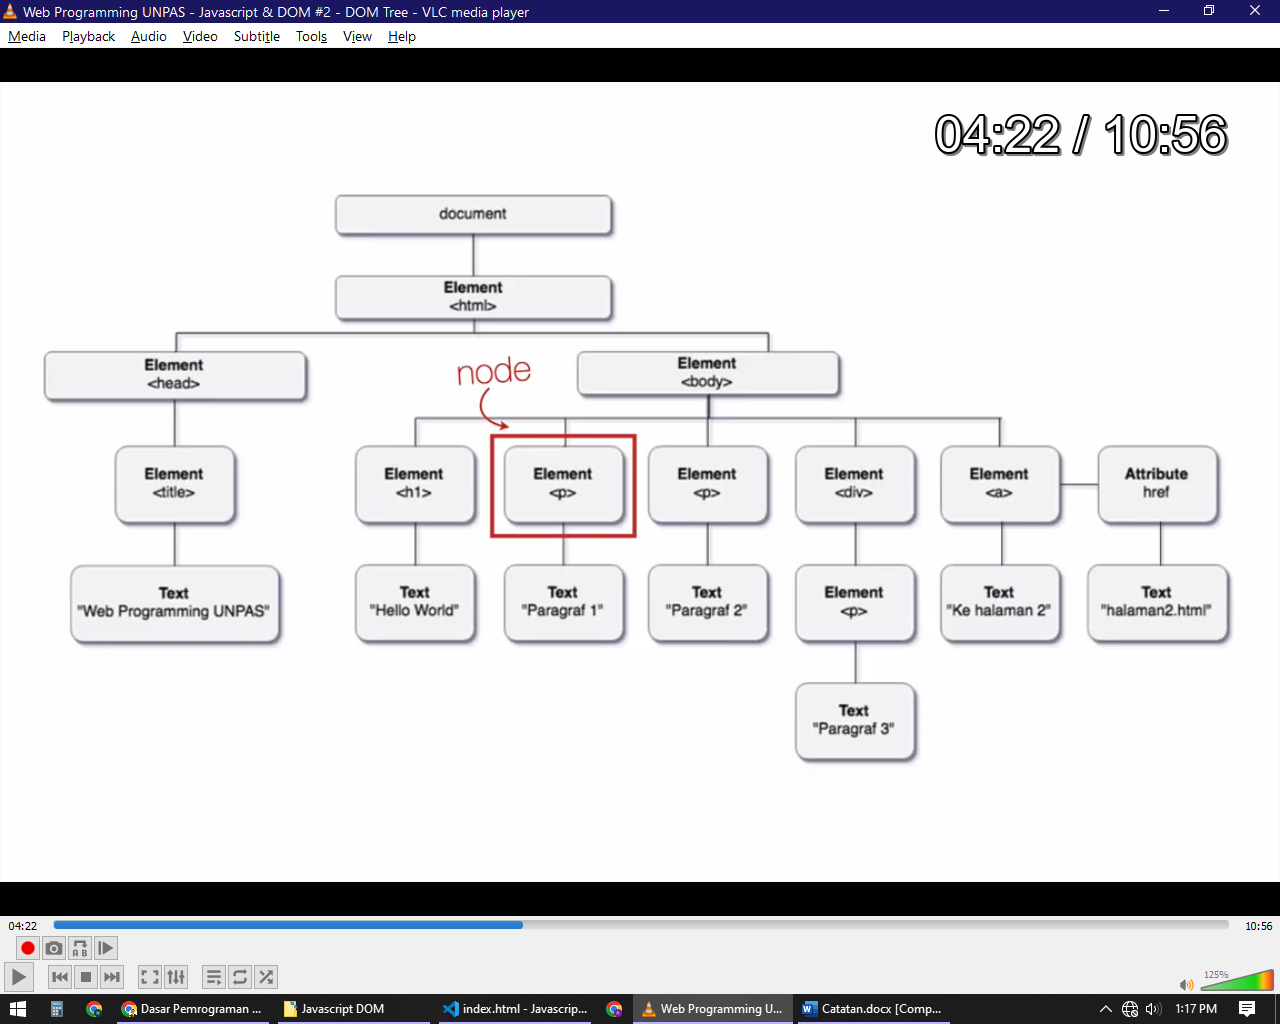 Web Programming UNPAS - Javascript & DOM #2 - DOM Tree - VLC media player
Media Playback Audio Video Subtitle Tools View Help
04:22 / 10:56
document
Element
<html>
Element
<head>
node
Element
<body>
Element
<title>
Element
<h1>
Element
<p>
Element
<p>
Element
<div>
Element
<a>
Attribute
href
Text
"Web Programming UNPAS"
Text
"Hello World"
Text
"Paragraf 1"
Text
"Paragraf 2"
Element
<p>
Text
"Ke halaman 2"
Text
"halaman2.html"
Text
"Paragraf 3"
04:22
10:56
A B
125%
Dasar Pemrograman ...
Javascript DOM
index.html - Javascrip...
Web Programming U...
Catatan.docx [Comp...
1:17 PM